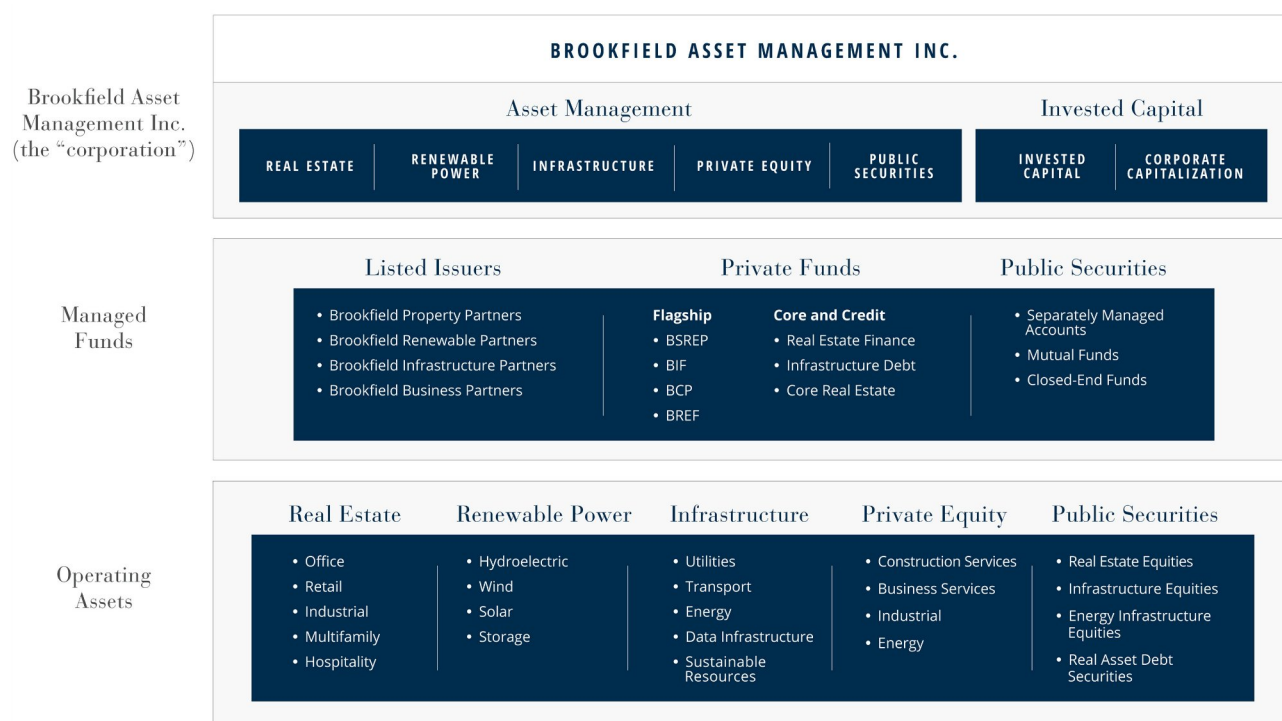 BROOKFIELD ASSET MANAGEMENT INC.
Brookfield Asset
Management Inc.
(the “corporation”)
Asset Management
Invested Capital
REAL ESTATE
RENEWABLE
POWER
INFRASTRUCTURE
PRIVATE EQUITY
PUBLIC
SECURITIES
INVESTED
CAPITAL
CORPORATE
CAPITALIZATION
Managed
Funds
Listed Issuers
• Brookfield Property Partners
• Brookfield Renewable Partners
• Brookfield Infrastructure Partners
• Brookfield Business Partners
Private Funds
Flagship
• BSREP
• BIF
• BCP
• BREF
Core and Credit
• Real Estate Finance
• Infrastructure Debt
• Core Real Estate
Public Securities
• Separately Managed
Accounts
• Mutual Funds
• Closed-End Funds
Operating
Assets
Real Estate
• Office
• Retail
• Industrial
• Multifamily
• Hospitality
Renewable Power
• Hydroelectric
• Wind
• Solar
• Storage
Infrastructure
• Utilities
• Transport
• Energy
• Data Infrastructure
• Sustainable
Resources
Private Equity
• Construction Services
• Business Services
• Industrial
• Energy
Public Securities
• Real Estate Equities
• Infrastructure Equities
• Energy Infrastructure
Equities
• Real Asset Debt
Securities